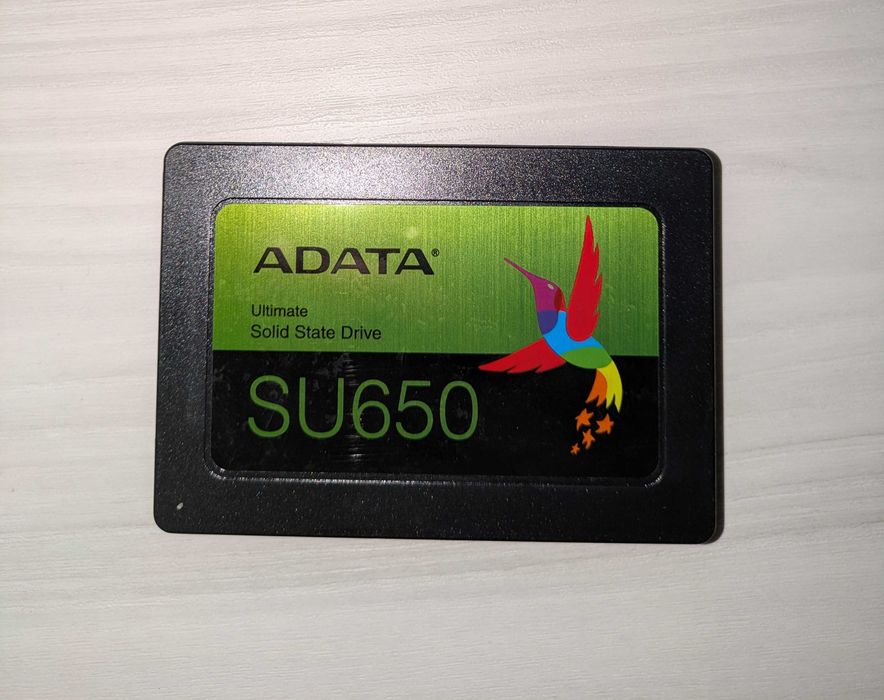 ADATA®
Ultimate
Solid State Drive
SU650